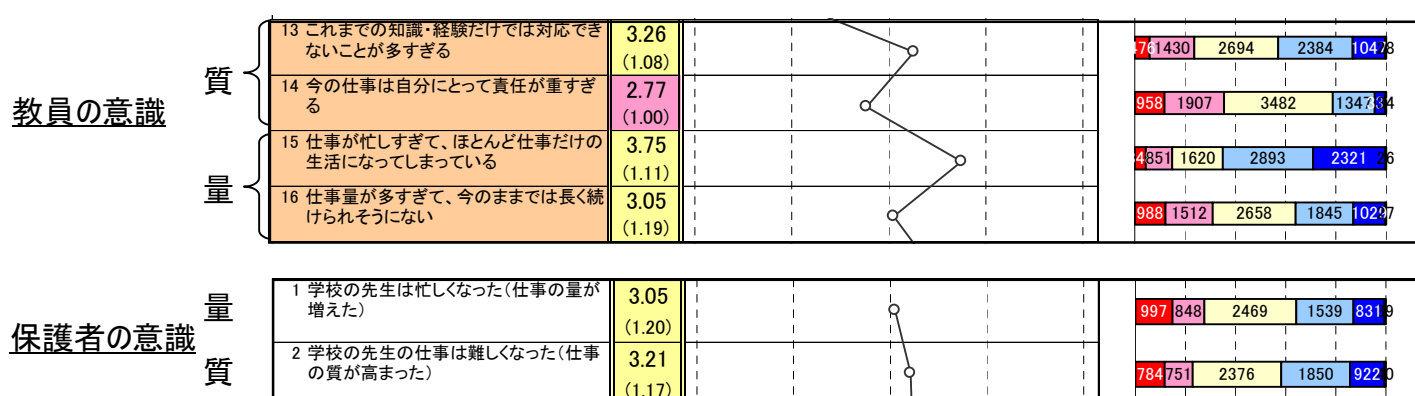 教員の意識
質
13 これまでの知識・経験だけでは対応でき
ないことが多すぎる
3.26
(1.08)
1430 2694 2384
14 今の仕事は自分にとって責任が重すぎ
る
2.77
(1.00)
958 1907 3482 1347
量
15 仕事が忙しすぎて、ほとんど仕事だけの
生活になってしまっている
3.75
(1.11)
851 1620 2893 2321
16 仕事量が多すぎて、今のままでは長く続
けられそうにない
3.05
(1.19)
988 1512 2658 1845
保護者の意識
量
1 学校の先生は忙しくなった(仕事の量が
増えた)
3.05
(1.20)
997 848 2469 1539 831
質
2 学校の先生の仕事は難しくなった(仕事
の質が高まった)
3.21
(1.17)
784 751 2376 1850 922